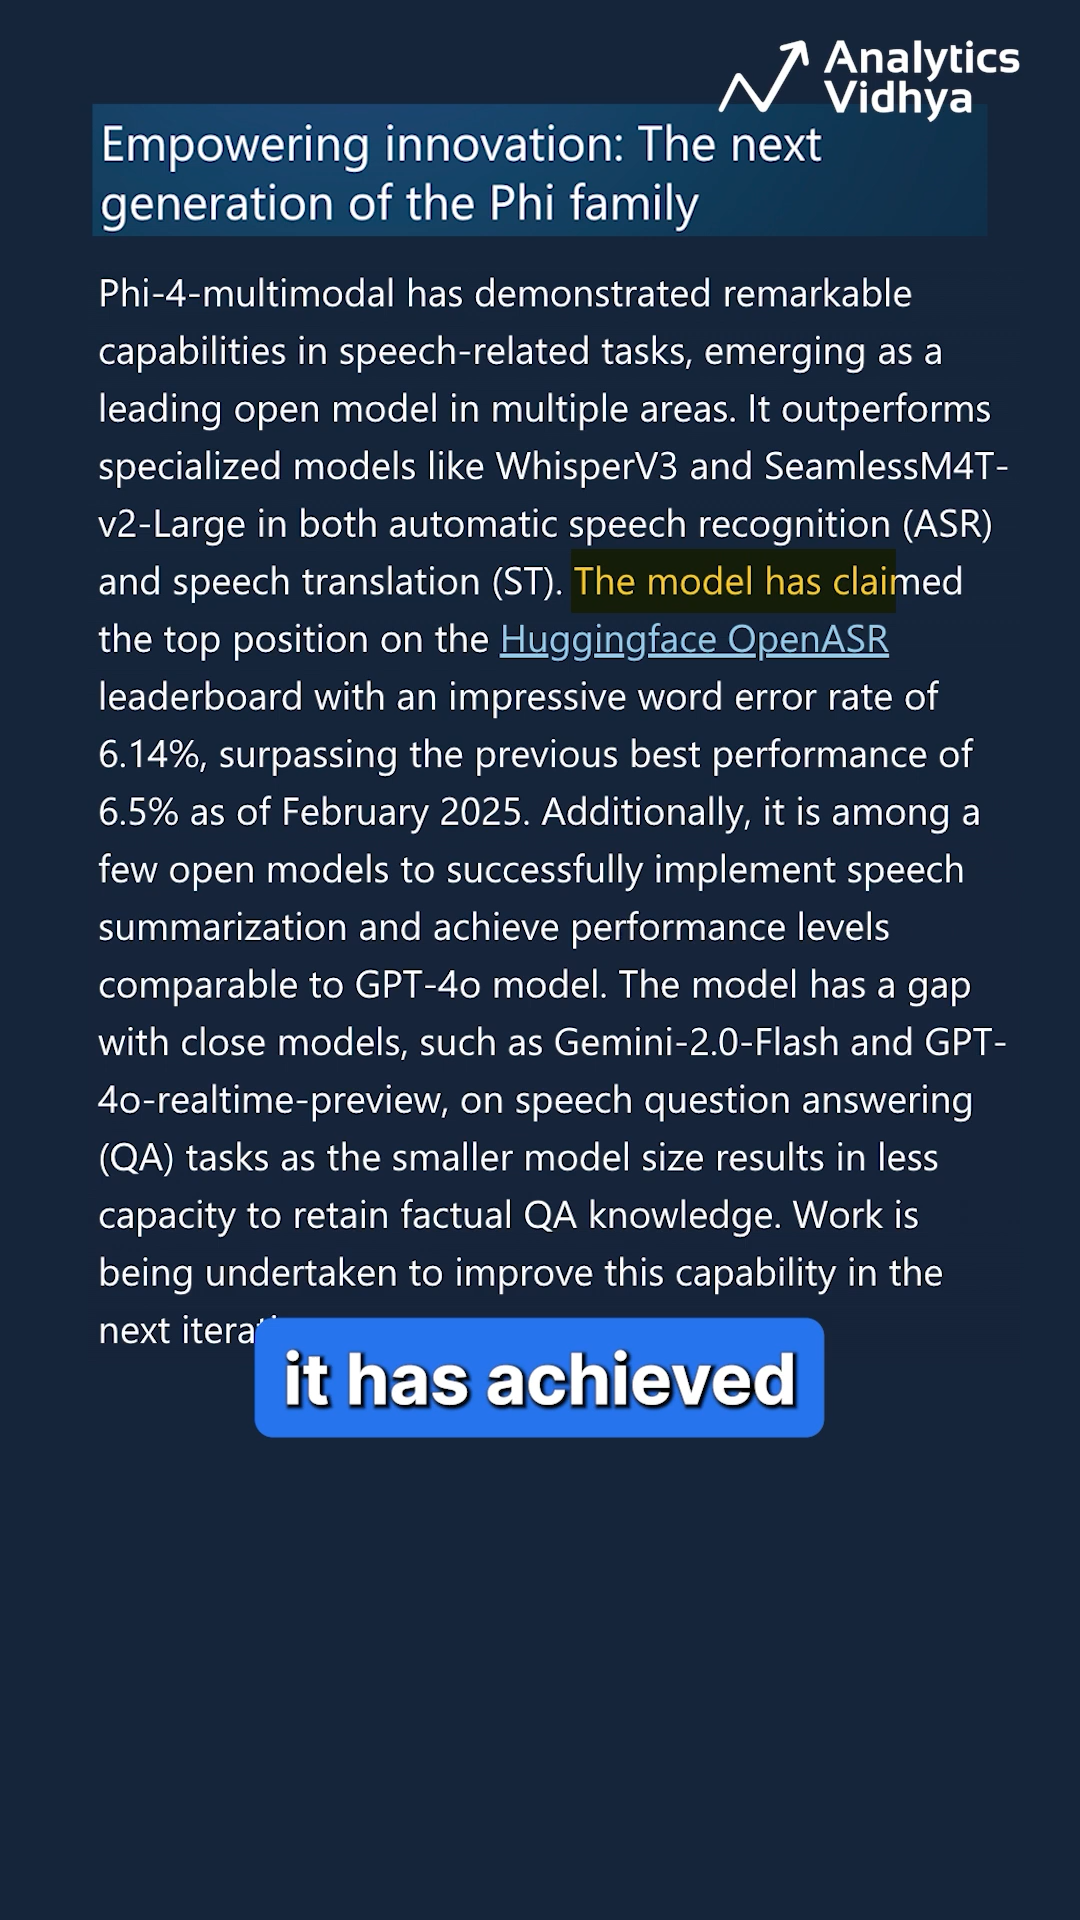 Analytics
Vidhya
Empowering innovation: The next
generation of the Phi family
Phi-4-multimodal has demonstrated remarkable
capabilities in speech-related tasks, emerging as a
leading open model in multiple areas. It outperforms
specialized models like WhisperV3 and SeamlessM4T-
v2-Large in both automatic speech recognition (ASR)
and speech translation (ST). The model has claimed
the top position on the Huggingface OpenASR
leaderboard with an impressive word error rate of
6.14%, surpassing the previous best performance of
6.5% as of February 2025. Additionally, it is among a
few open models to successfully implement speech
summarization and achieve performance levels
comparable to GPT-4o model. The model has a gap
with close models, such as Gemini-2.0-Flash and GPT-
4o-realtime-preview, on speech question answering
(QA) tasks as the smaller model size results in less
capacity to retain factual QA knowledge. Work is
being undertaken to improve this capability in the
next
it has achieved